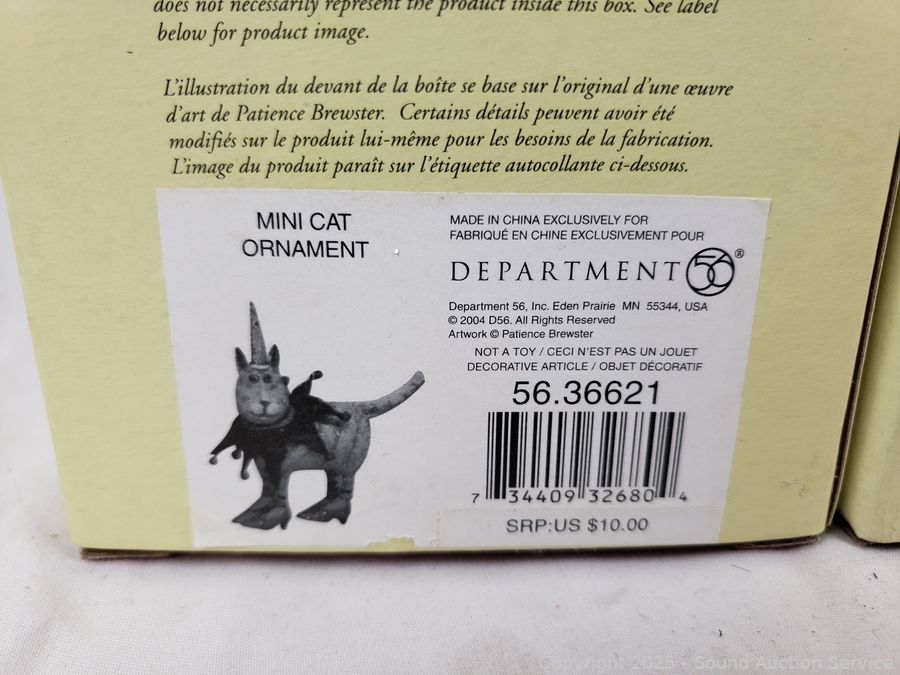 does not necessarily represent the product inside this box. See label
below for product image.
L'illustration du devant de la boîte se base sur l'original d'une œuvre
d'art de Patience Brewster. Certains détails peuvent avoir été
modifiés sur le produit lui-même pour les besoins de la fabrication.
L'image du produit paraît sur l'étiquette autocollante ci-dessous.
MINI CAT
ORNAMENT
MADE IN CHINA EXCLUSIVELY FOR
FABRIQUÉ EN CHINE EXCLUSIVEMENT POUR
DEPARTMENT 56®
Department 56, Inc. Eden Prairie MN 55344, USA
© 2004 D56. All Rights Reserved
Artwork © Patience Brewster
NOT A TOY / CECI N'EST PAS UN JOUET
DECORATIVE ARTICLE / OBJET DÉCORATIF
56.36621
7 34409 32680 4
SRP:US $10.00
Copyright 2025 - Sound Auction Service